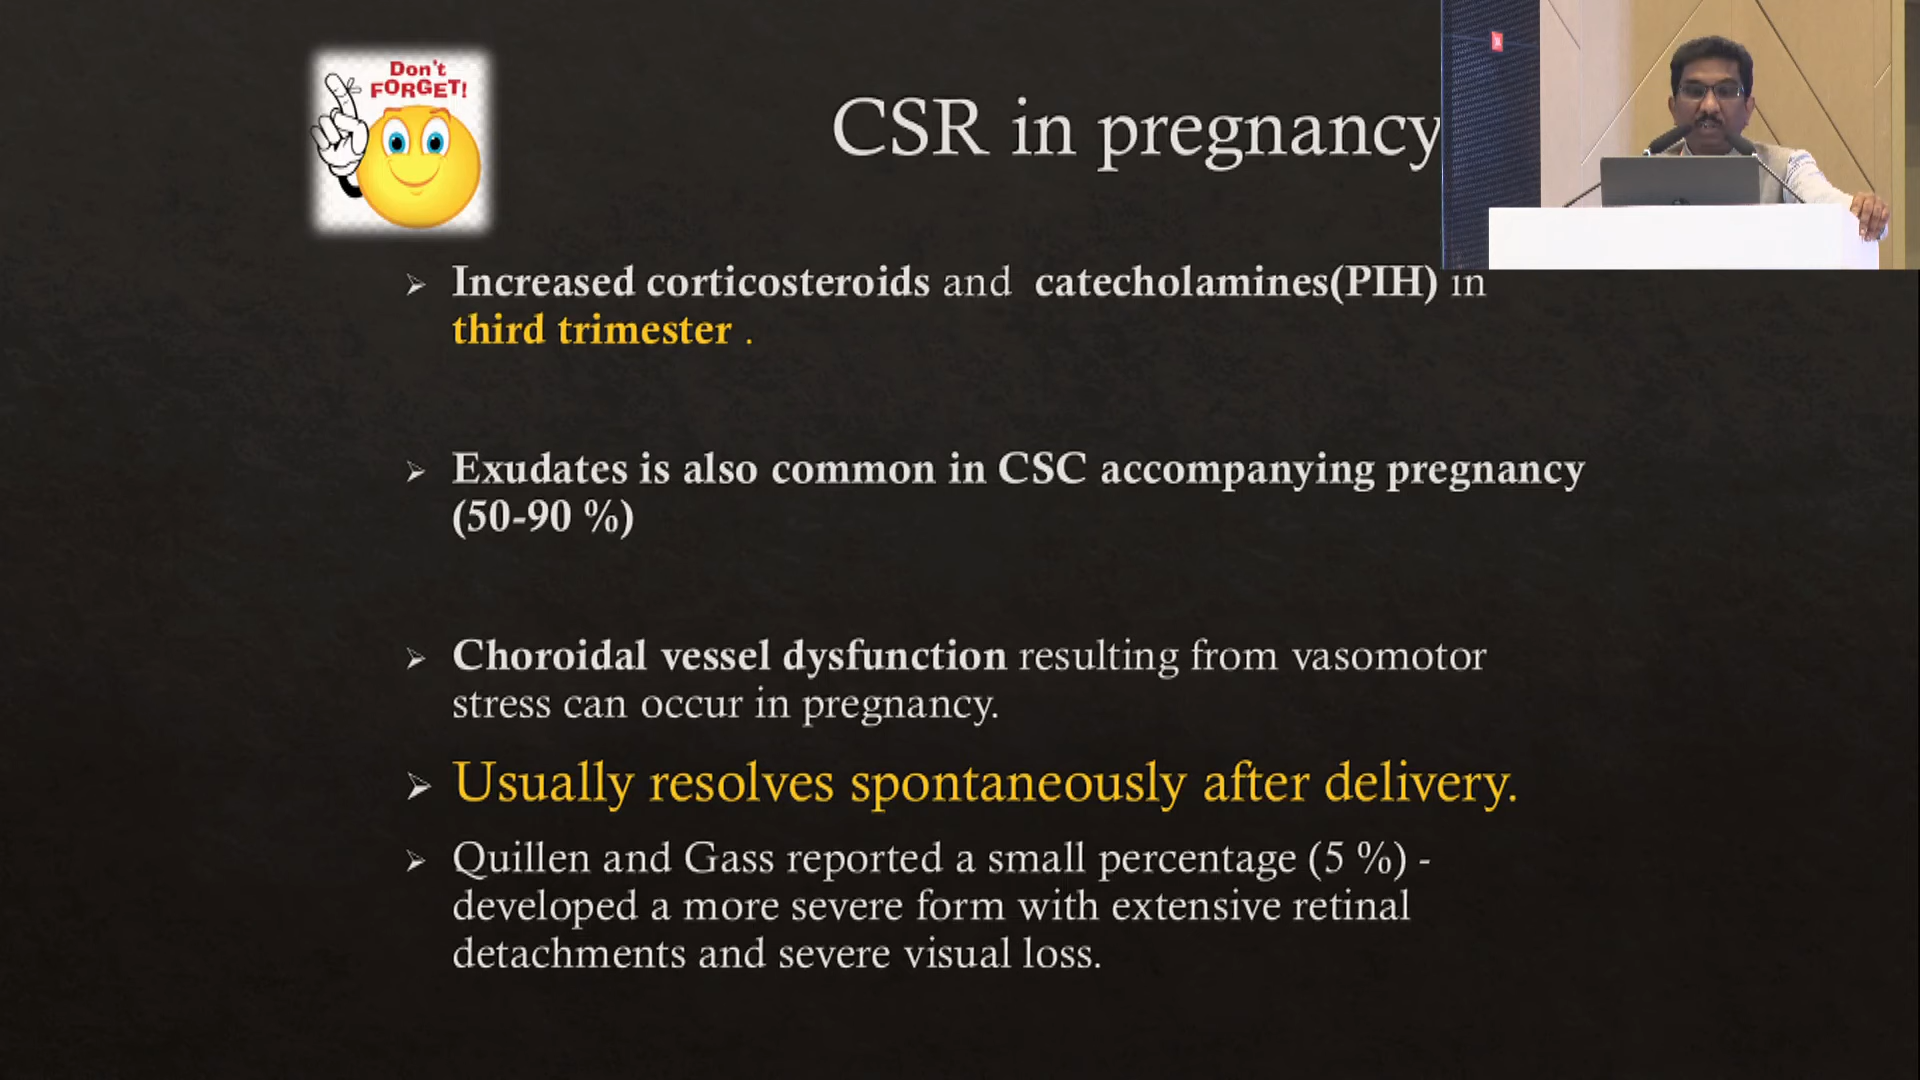 Don't
FORGET!
CSR in pregnancy
Increased corticosteroids and catecholamines(PIH) in
third trimester .
Exudates is also common in CSC accompanying pregnancy
(50-90 %)
Choroidal vessel dysfunction resulting from vasomotor
stress can occur in pregnancy.
Usually resolves spontaneously after delivery.
Quillen and Gass reported a small percentage (5 %) -
developed a more severe form with extensive retinal
detachments and severe visual loss.